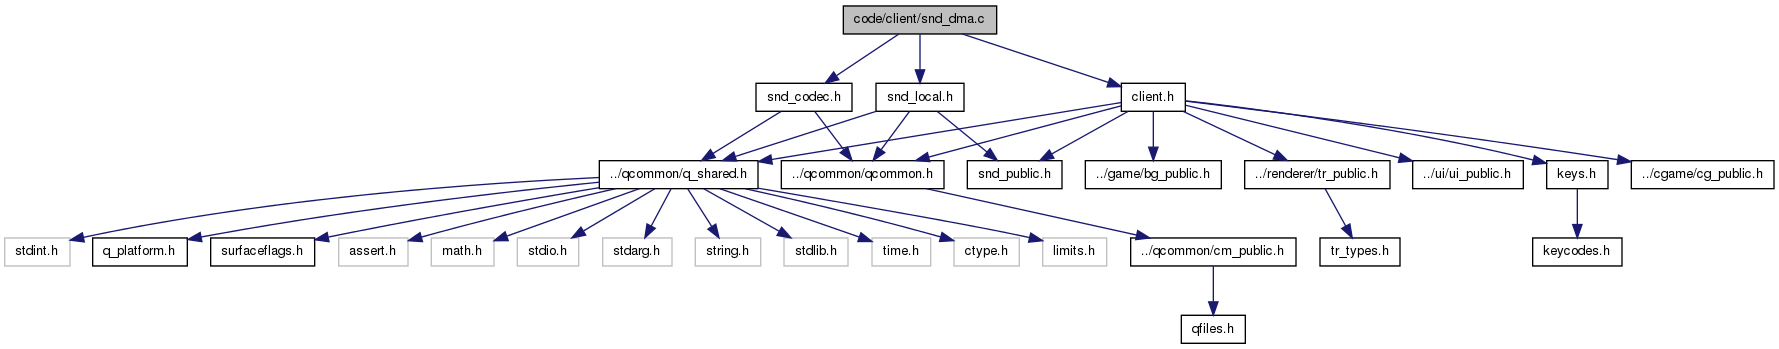 code/client/snd_dma.c
snd_codec.h
snd_local.h
client.h
../qcommon/q_shared.h
../qcommon/qcommon.h
snd_public.h
../game/bg_public.h
../renderer/tr_public.h
../ui/ui_public.h
keys.h
../cgame/cg_public.h
stdint.h
q_platform.h
surfaceflags.h
assert.h
math.h
stdio.h
stdarg.h
string.h
stdlib.h
time.h
ctype.h
limits.h
../qcommon/cm_public.h
tr_types.h
keycodes.h
qfiles.h